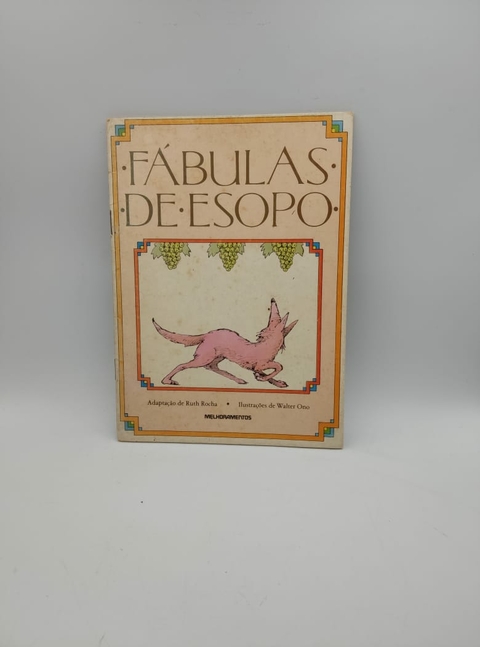 ·FÁBULAS·
·DE·ESOPO·
Adaptação de Ruth Rocha • Ilustrações de Walter Ono
MELHORAMENTOS